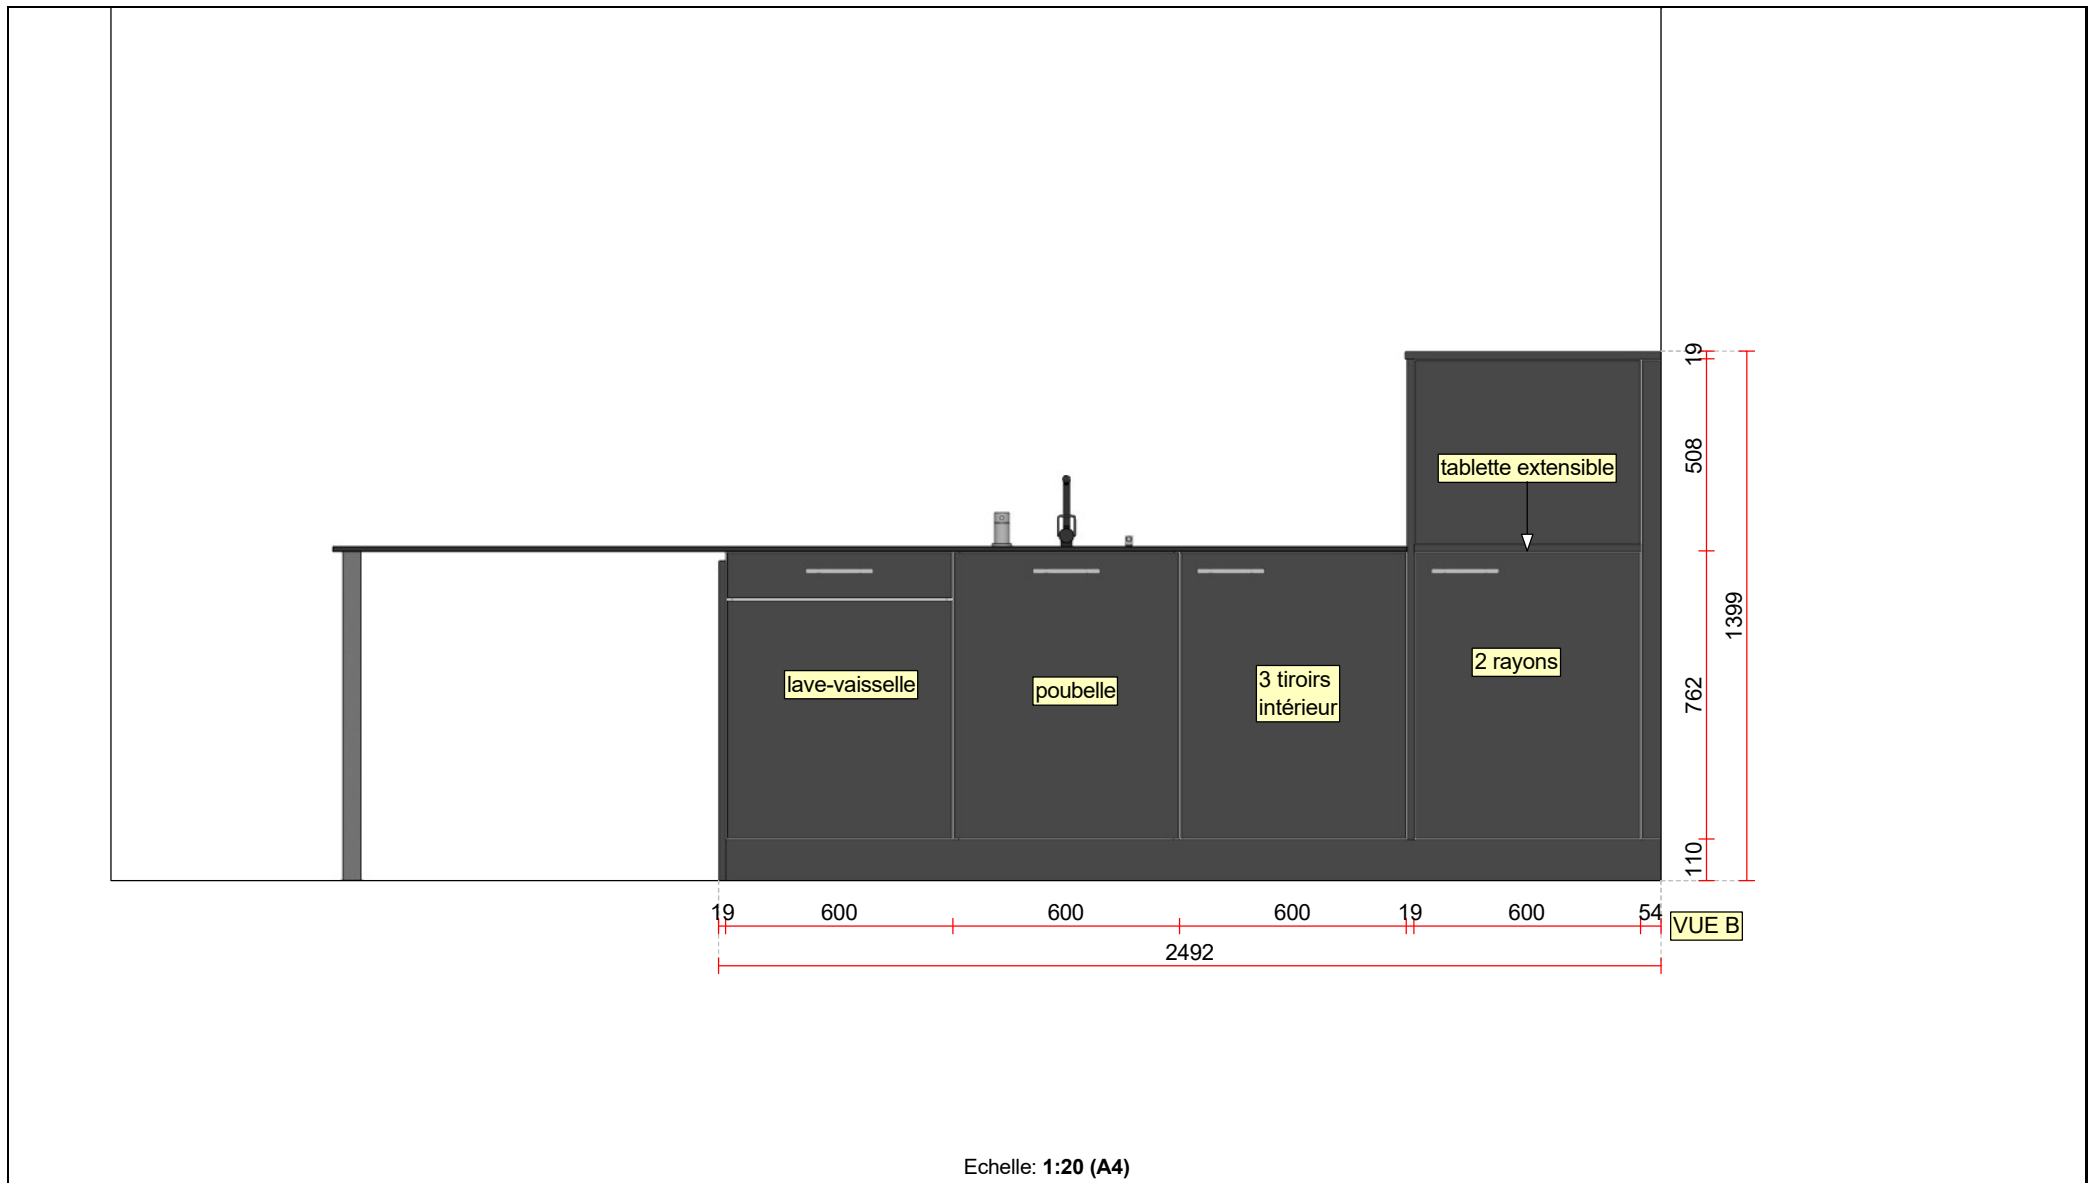 19
tablette extensible
508
1399
2 rayons
lave-vaisselle
poubelle
3 tiroirs
intérieur
762
110
19
600
600
600
19
600
54
VUE B
2492
Echelle: 1:20 (A4)